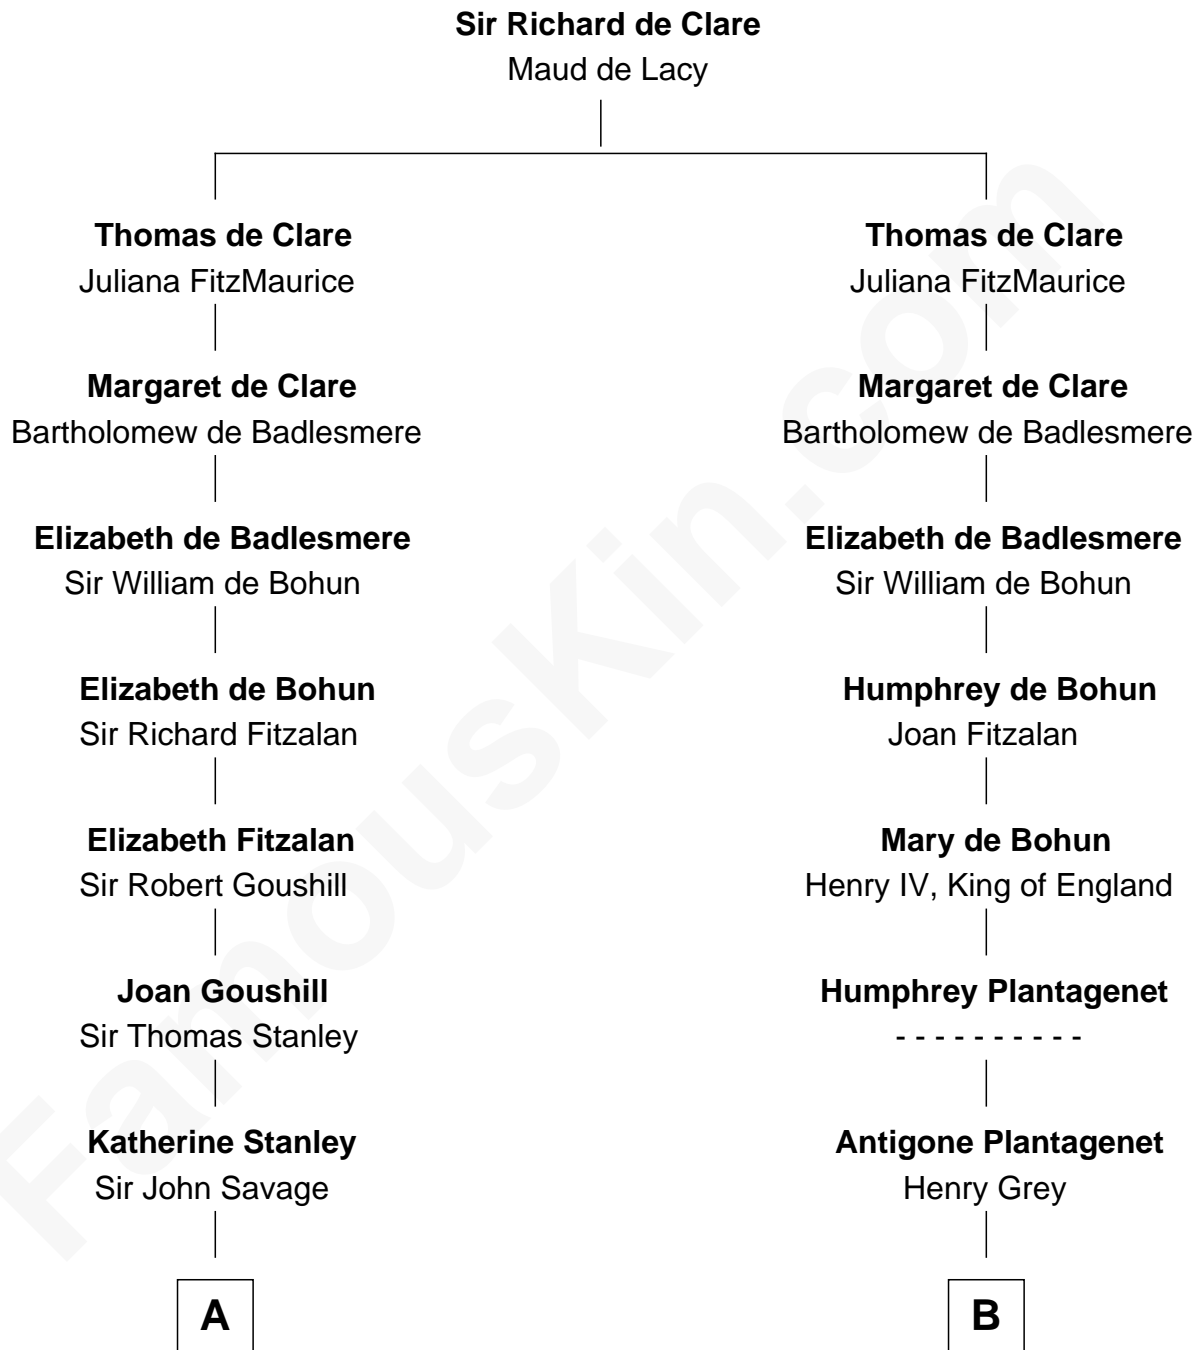 Sir Richard de Clare
Maud de Lacy
Thomas de Clare
Juliana FitzMaurice
Margaret de Clare
Bartholomew de Badlesmere
Elizabeth de Badlesmere
Sir William de Bohun
Elizabeth de Bohun
Sir Richard Fitzalan
Elizabeth Fitzalan
Sir Robert Goushill
Joan Goushill
Sir Thomas Stanley
Katherine Stanley
Sir John Savage
A
Thomas de Clare
Juliana FitzMaurice
Margaret de Clare
Bartholomew de Badlesmere
Elizabeth de Badlesmere
Sir William de Bohun
Humphrey de Bohun
Joan Fitzalan
Mary de Bohun
Henry IV, King of England
Humphrey Plantagenet
- - - - - - - - - -
Antigone Plantagenet
Henry Grey
B
FamousKin.com